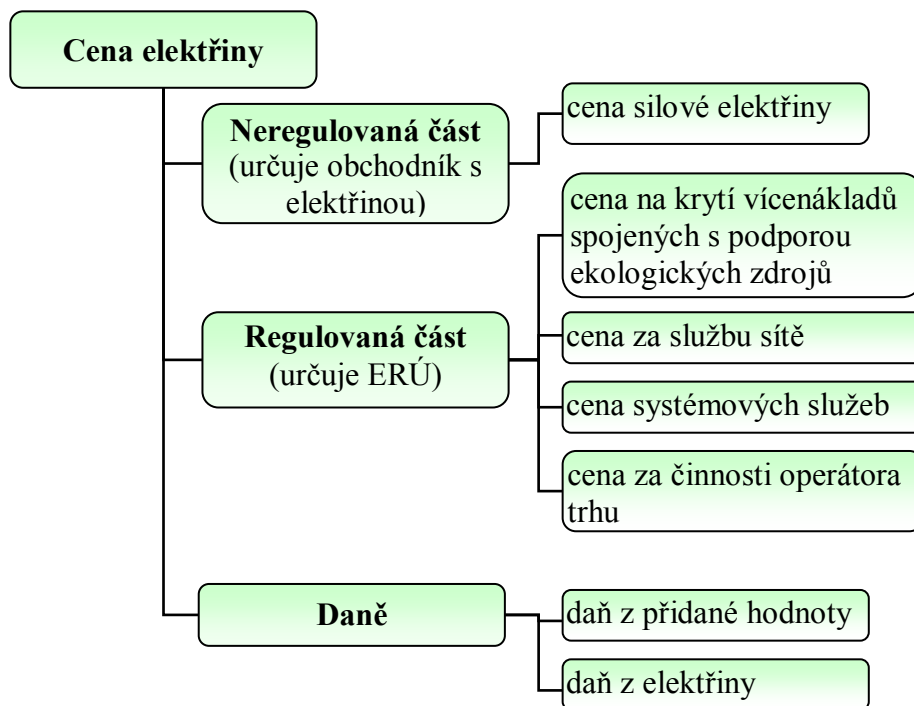 Cena elektřiny
Neregulovaná část
(určuje obchodník s
elektřinou)
cena silové elektřiny
Regulovaná část
(určuje ERÚ)
cena na krytí vícenákladů
spojených s podporou
ekologických zdrojů
cena za službu sítě
cena systémových služeb
cena za činnosti operátora
trhu
Daně
daň z přidané hodnoty
daň z elektřiny